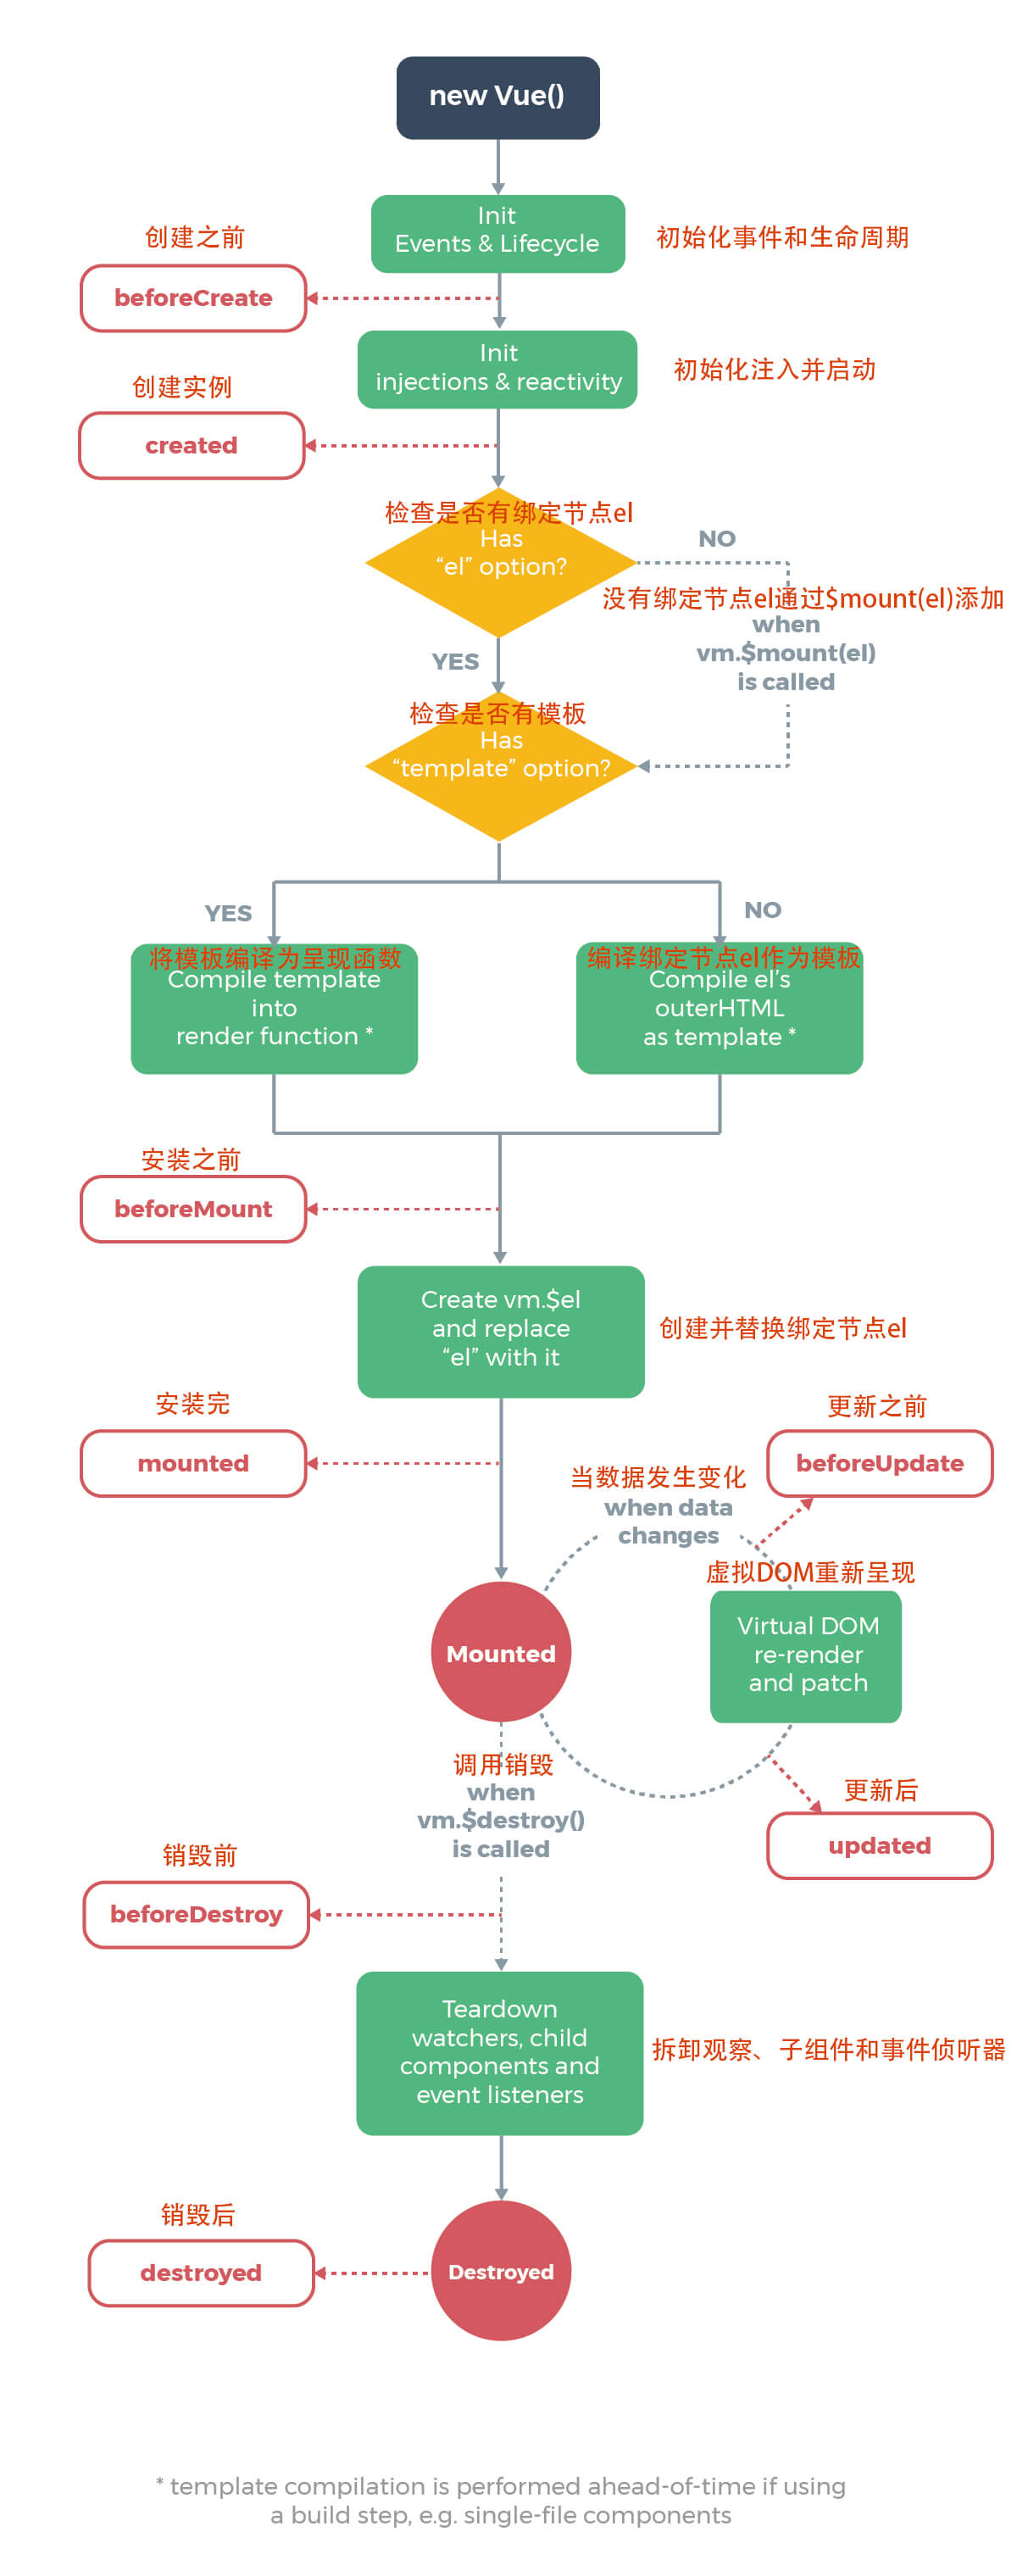 new Vue()
Init
Events & Lifecycle
初始化事件和生命周期
创建之前
beforeCreate
Init
injections & reactivity
初始化注入并启动
创建实例
created
检查是否有绑定节点el
Has
“el” option?
NO
没有绑定节点el通过$mount(el)添加
when
vm.$mount(el)
is called
YES
检查是否有模板
Has
“template” option?
YES
NO
将模板编译为呈现函数
Compile template
into
render function *
编译绑定节点el作为模板
Compile el’s
outerHTML
as template *
安装之前
beforeMount
Create vm.$el
and replace
“el” with it
创建并替换绑定节点el
安装完
mounted
更新之前
beforeUpdate
当数据发生变化
when data
changes
虚拟DOM重新呈现
Virtual DOM
re-render
and patch
Mounted
调用销毁
when
vm.$destroy()
is called
更新后
updated
销毁前
beforeDestroy
Teardown
watchers, child
components and
event listeners
拆卸观察、子组件和事件侦听器
销毁后
destroyed
Destroyed
* template compilation is performed ahead-of-time if using
a build step, e.g. single-file components